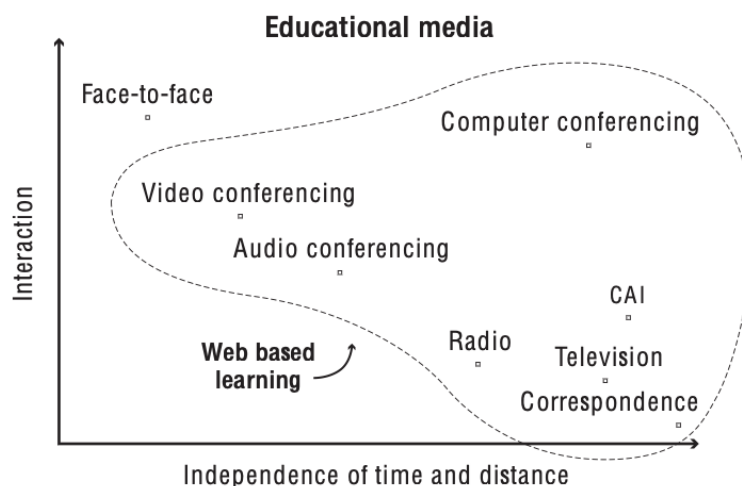 Educational media
Face-to-face
Computer conferencing
Video conferencing
Audio conferencing
Interaction
CAI
Radio
Web based
learning
Television
Correspondence
Independence of time and distance